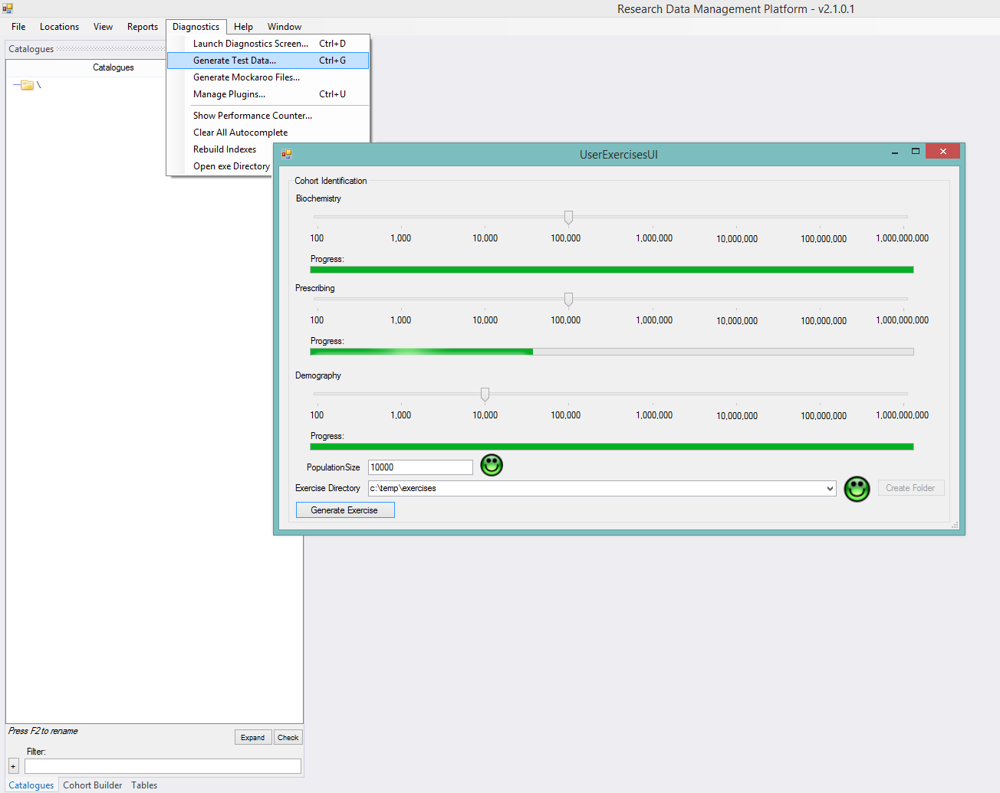 Research Data Management Platform - v2.1.0.1
File Locations View Reports Diagnostics Help Window
Catalogues
Catalogues
\
Launch Diagnostics Screen... Ctrl+D
Generate Test Data... Ctrl+G
Generate Mockaroo Files...
Manage Plugins... Ctrl+U
Show Performance Counter...
Clear All Autocomplete
Rebuild Indexes
Open exe Directory
UserExercisesUI
Cohort Identification
Biochemistry
100 1,000 10,000 100,000 1,000,000 10,000,000 100,000,000 1,000,000,000
Progress:
Prescribing
100 1,000 10,000 100,000 1,000,000 10,000,000 100,000,000 1,000,000,000
Progress:
Demography
100 1,000 10,000 100,000 1,000,000 10,000,000 100,000,000 1,000,000,000
Progress:
PopulationSize 10000
Exercise Directory c:\temp\exercises Create Folder
Generate Exercise
Press F2 to rename
Expand Check
Filter:
+
Catalogues Cohort Builder Tables